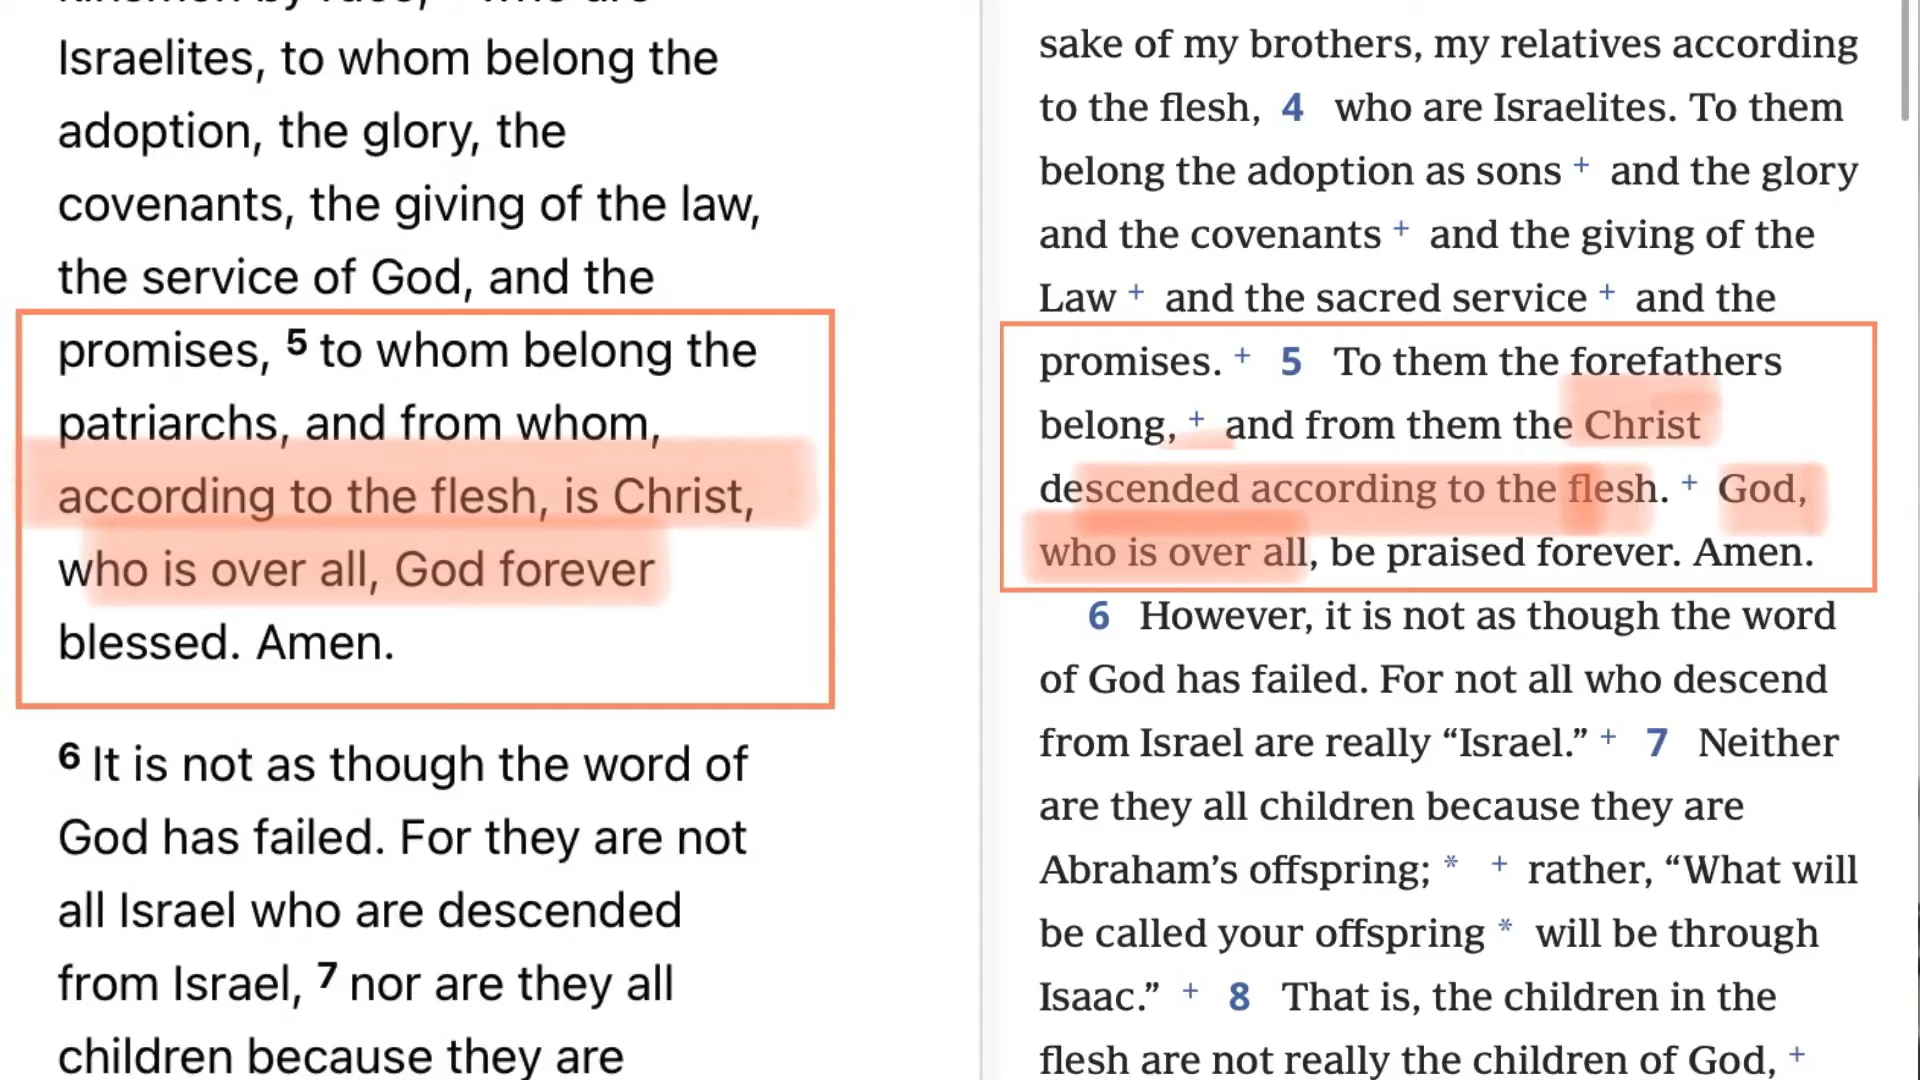 Israelites, to whom belong the
adoption, the glory, the
covenants, the giving of the law,
the service of God, and the
promises, 5 to whom belong the
patriarchs, and from whom,
according to the flesh, is Christ,
who is over all, God forever
blessed. Amen.
6 It is not as though the word of
God has failed. For they are not
all Israel who are descended
from Israel, 7 nor are they all
children because they are
sake of my brothers, my relatives according
to the flesh, 4 who are Israelites. To them
belong the adoption as sons + and the glory
and the covenants + and the giving of the
Law + and the sacred service + and the
promises. + 5 To them the forefathers
belong, + and from them the Christ
descended according to the flesh. + God,
who is over all, be praised forever. Amen.
6 However, it is not as though the word
of God has failed. For not all who descend
from Israel are really “Israel.” + 7 Neither
are they all children because they are
Abraham’s offspring; * + rather, “What will
be called your offspring * will be through
Isaac.” + 8 That is, the children in the
flesh are not really the children of God, +